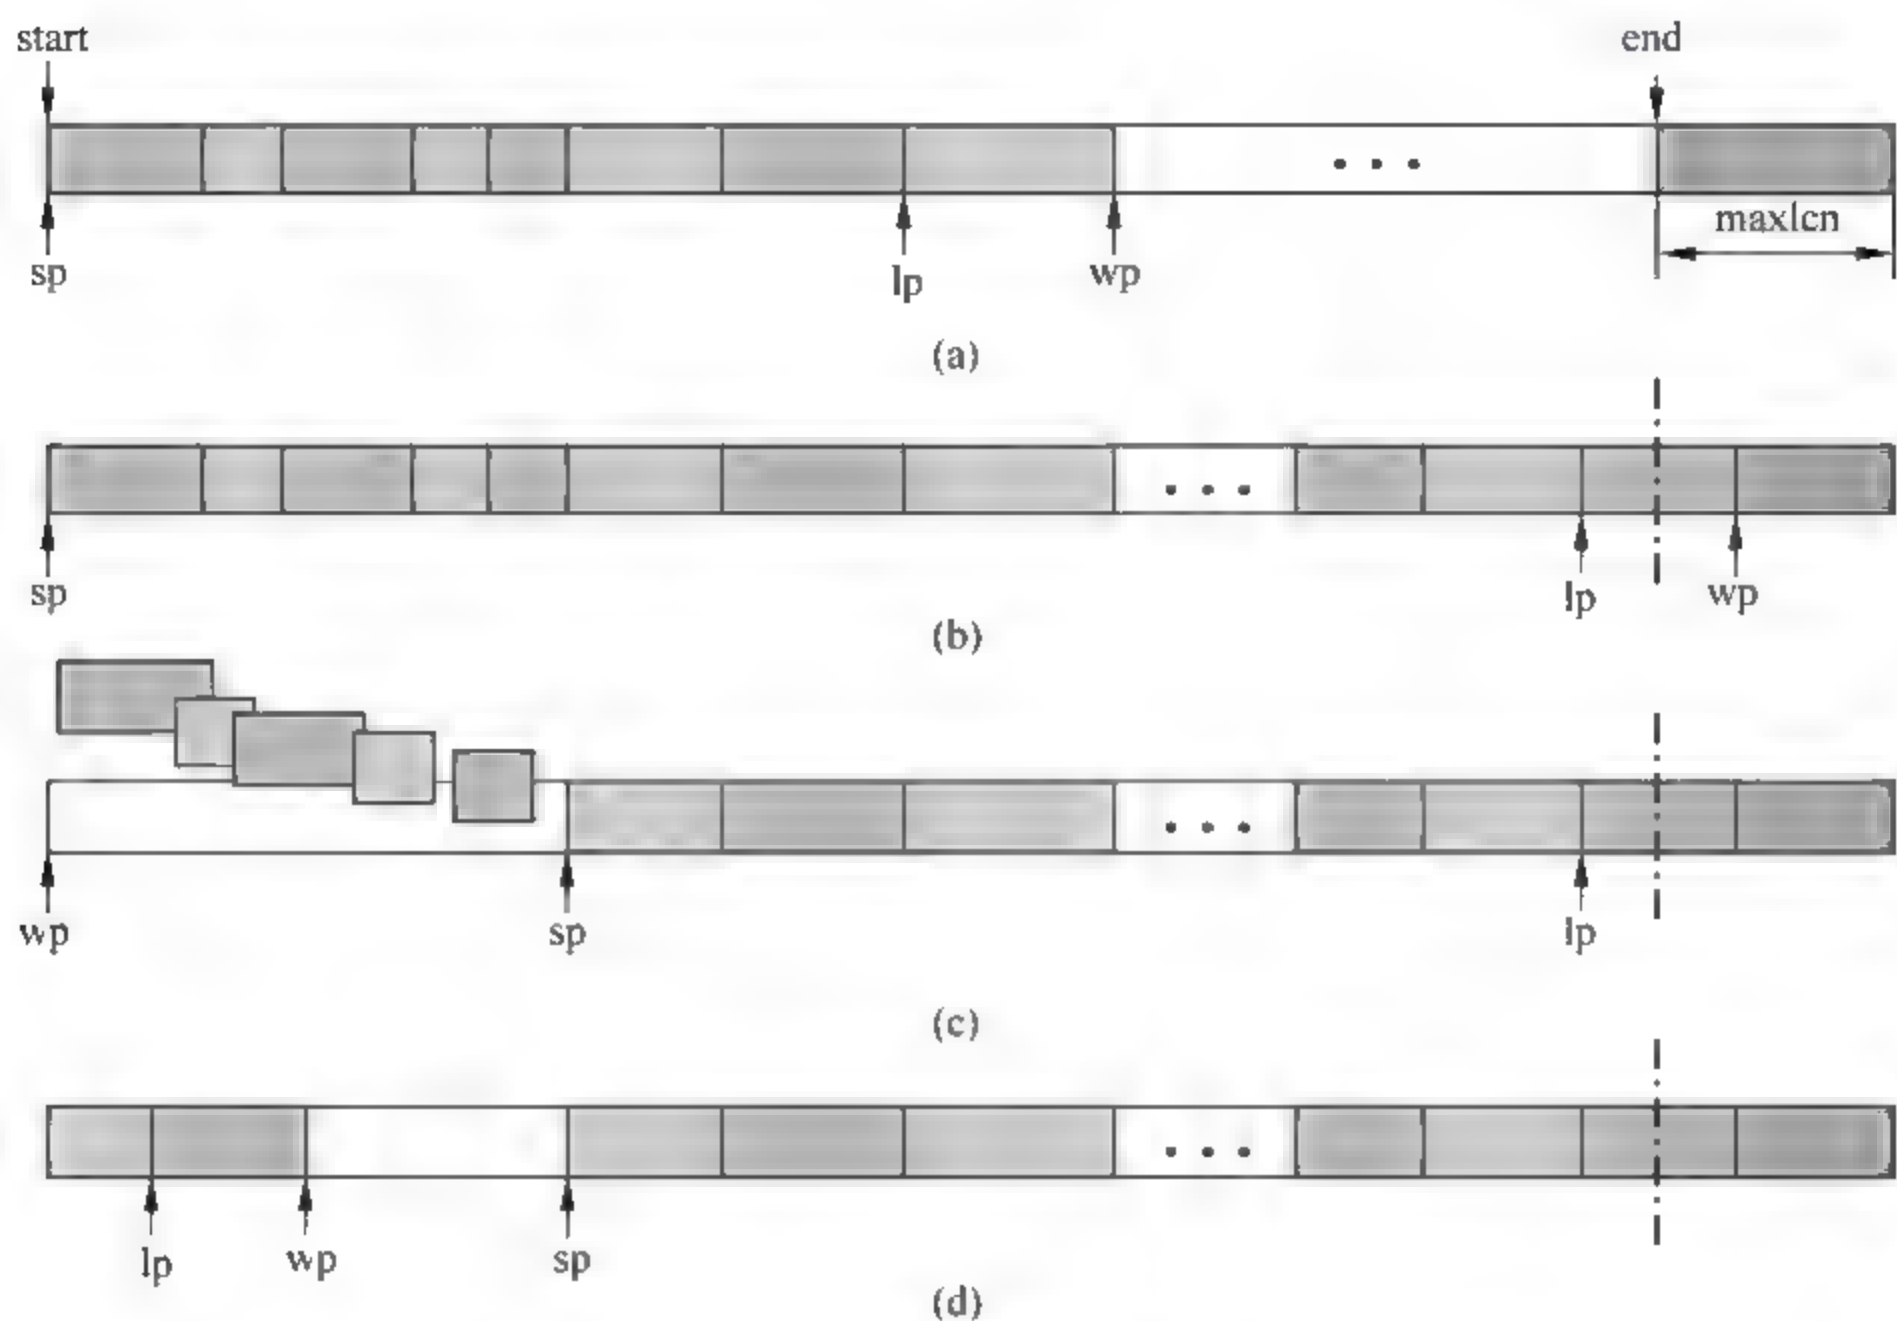 start end
. . .
maxlen
sp lp wp
(a)
. . .
sp lp wp
(b)
. . .
wp sp lp
(c)
. . .
lp wp sp
(d)